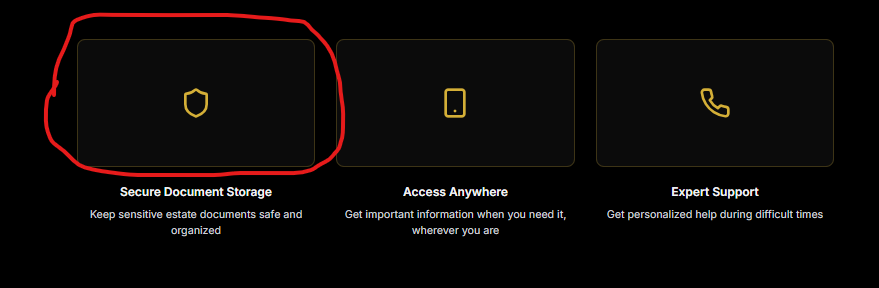 Secure Document Storage
Keep sensitive estate documents safe and
organized
Access Anywhere
Get important information when you need it,
wherever you are
Expert Support
Get personalized help during difficult times